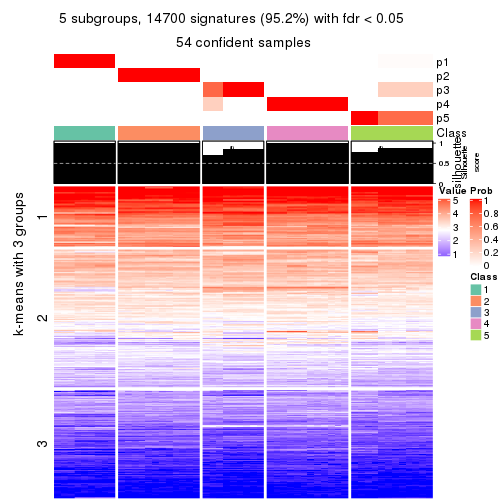 5 subgroups, 14700 signatures (95.2%) with fdr < 0.05
54 confident samples
p1
p2
p3
p4
p5
Class
1
0.5
0
silhouette
Silhouette
score
k-means with 3 groups
1
2
3
Value
5
4
3
2
1
Prob
1
0.8
0.6
0.4
0.2
0
Class
1
2
3
4
5